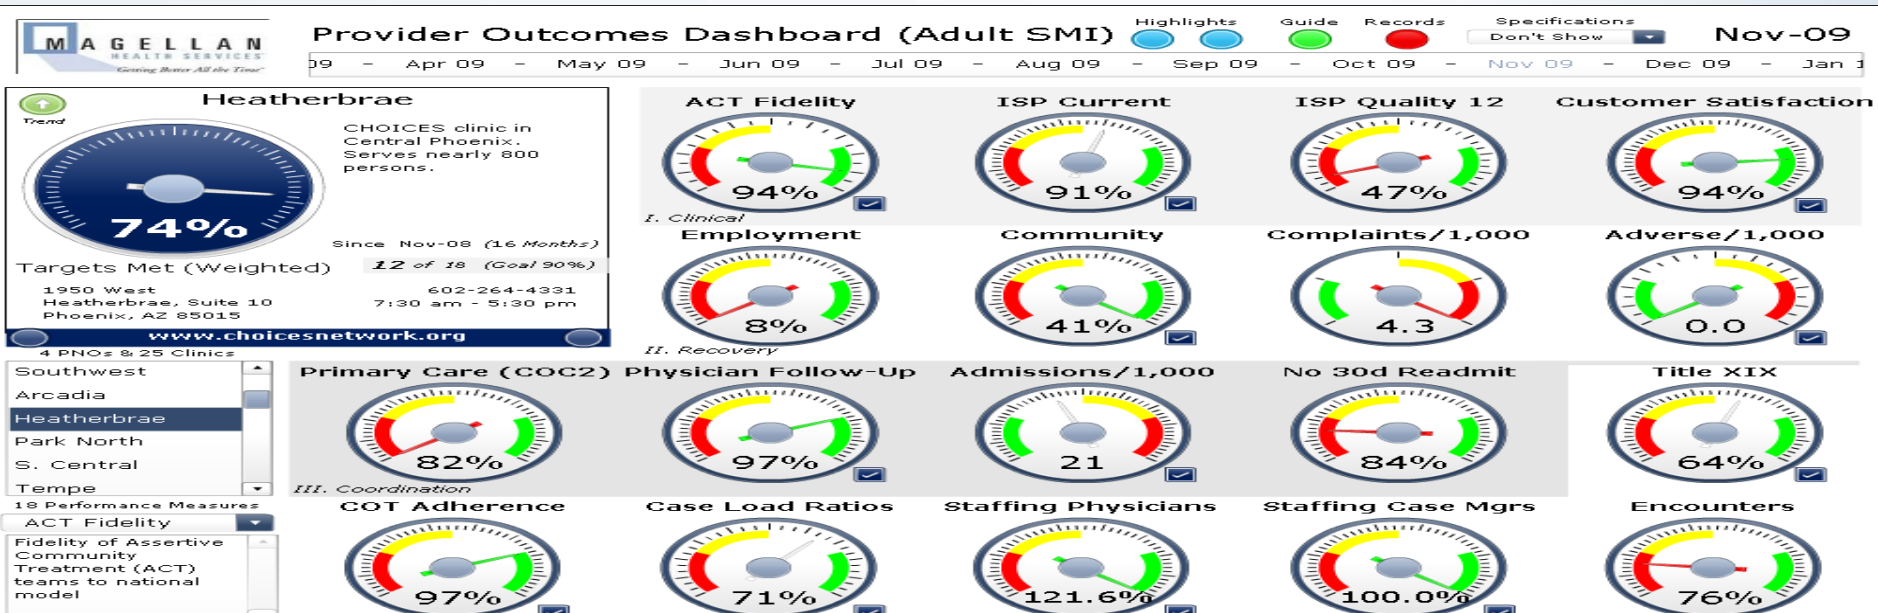 MAGELLAN
HEALTH SERVICES
Getting Better All the Time
Provider Outcomes Dashboard (Adult SMI)
Highlights
Guide
Records
Specifications
Don't Show
Nov-09
09 - Apr 09 - May 09 - Jun 09 - Jul 09 - Aug 09 - Sep 09 - Oct 09 - Nov 09 - Dec 09 - Jan 1
Trend
Heatherbrae
CHOICES clinic in
Central Phoenix.
Serves nearly 800
persons.
74%
Since Nov-08 (16 Months)
Targets Met (Weighted)
12 of 18 (Goal 90%)
1950 West
Heatherbrae, Suite 10
Phoenix, AZ 85015
602-264-4331
7:30 am - 5:30 pm
www.choicesnetwork.org
4 PNOs & 25 Clinics
Southwest
Arcadia
Heatherbrae
Park North
S. Central
Tempe
18 Performance Measures
ACT Fidelity
Fidelity of Assertive
Community
Treatment (ACT)
teams to national
model
ACT Fidelity
94%
ISP Current
91%
ISP Quality 12
47%
Customer Satisfaction
94%
I. Clinical
Employment
8%
Community
41%
Complaints/1,000
4.3
Adverse/1,000
0.0
II. Recovery
Primary Care (COC2)
82%
Physician Follow-Up
97%
Admissions/1,000
21
No 30d Readmit
84%
Title XIX
64%
III. Coordination
COT Adherence
97%
Case Load Ratios
71%
Staffing Physicians
121.6%
Staffing Case Mgrs
100.0%
Encounters
76%